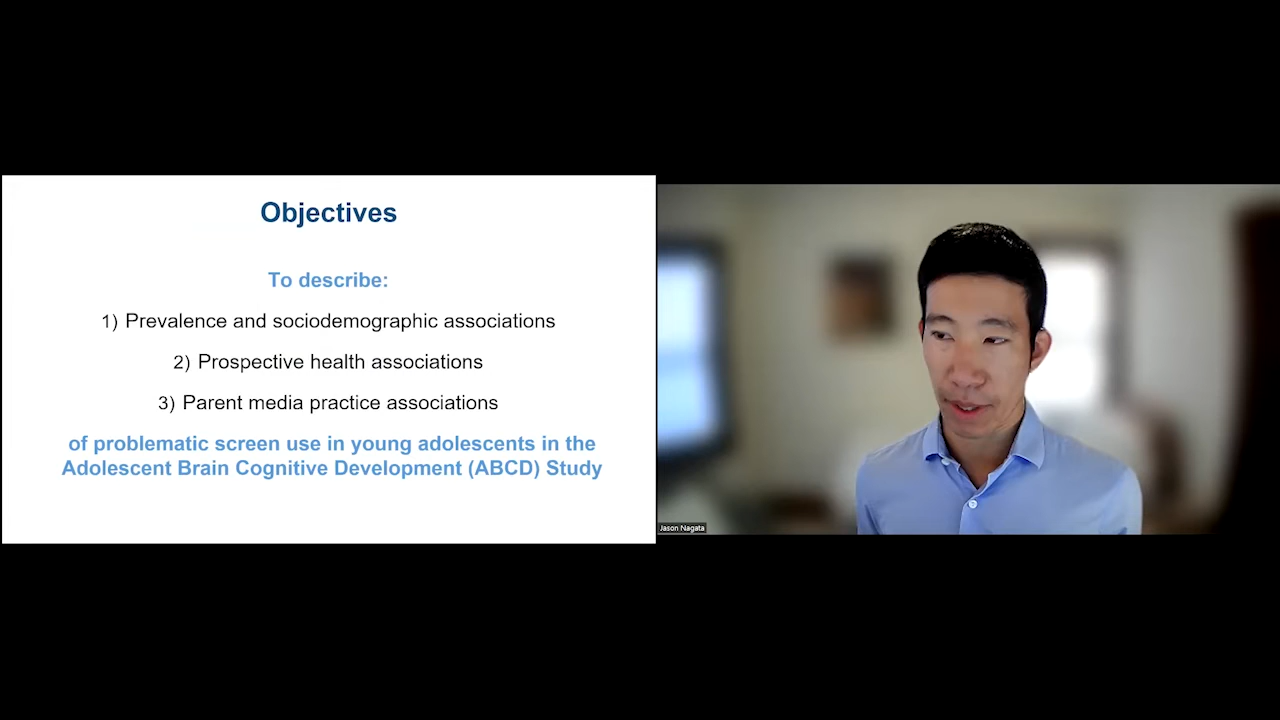 Objectives
To describe:
1) Prevalence and sociodemographic associations
2) Prospective health associations
3) Parent media practice associations
of problematic screen use in young adolescents in the
Adolescent Brain Cognitive Development (ABCD) Study
Jason Nagata